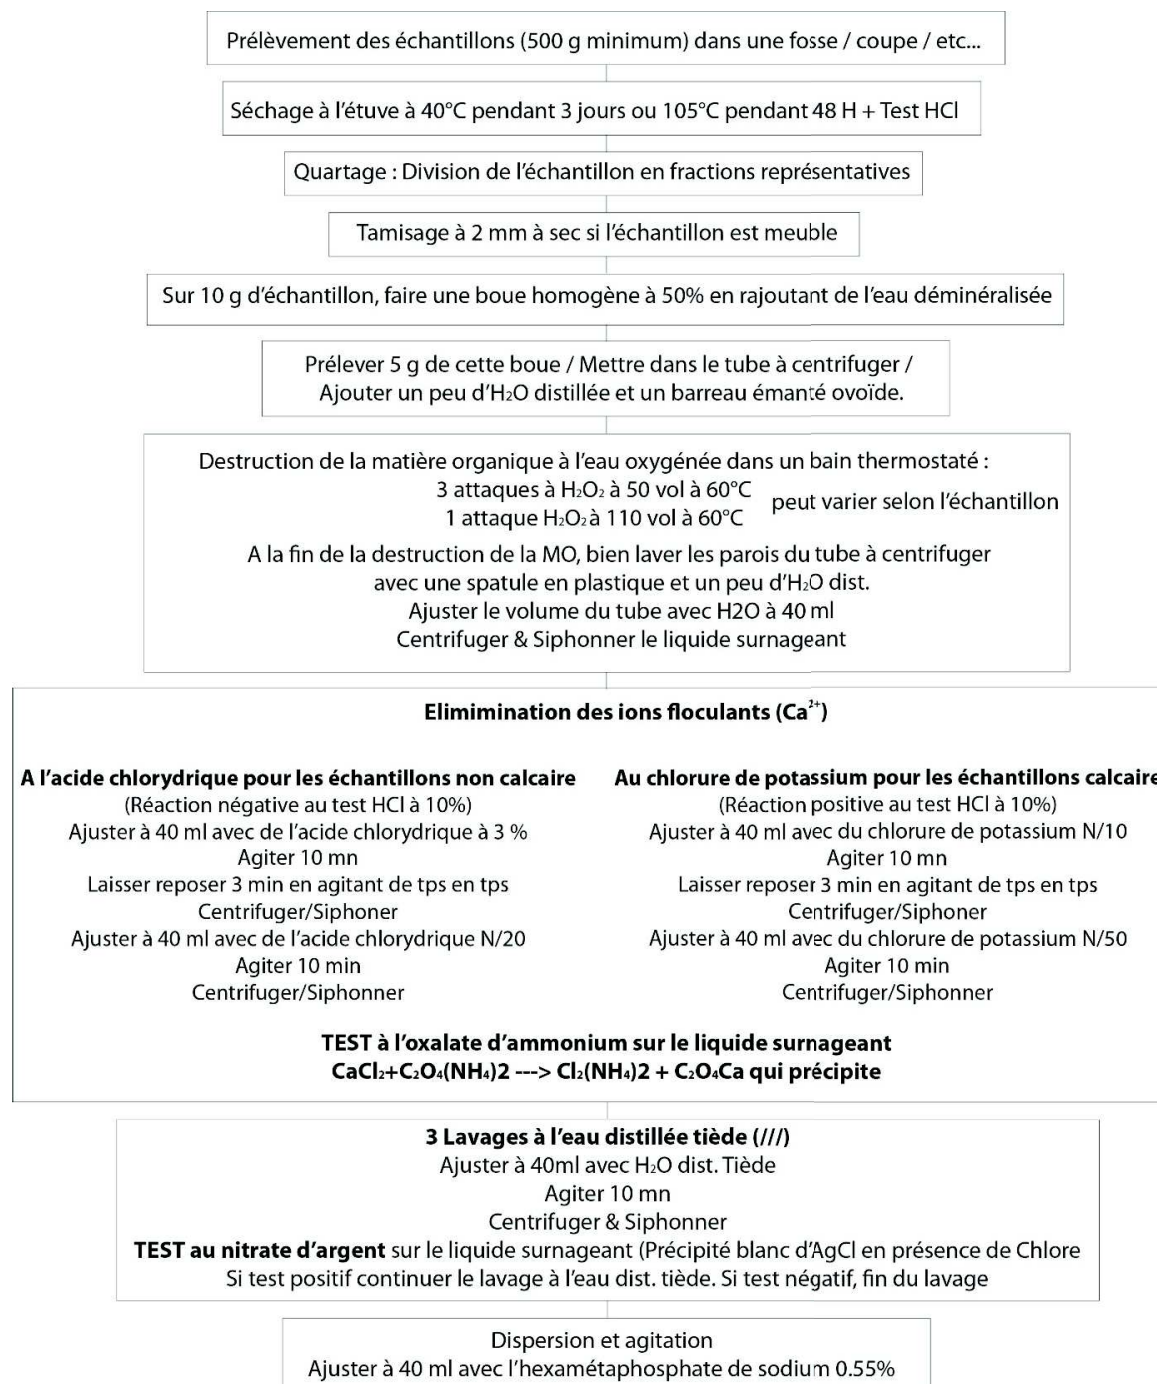 Prélèvement des échantillons (500 g minimum) dans une fosse / coupe / etc...
Séchage à l'étuve à 40°C pendant 3 jours ou 105°C pendant 48 H + Test HCl
Quartage : Division de l'échantillon en fractions représentatives
Tamisage à 2 mm à sec si l'échantillon est meuble
Sur 10 g d'échantillon, faire une boue homogène à 50% en rajoutant de l'eau déminéralisée
Prélever 5 g de cette boue / Mettre dans le tube à centrifuger /
Ajouter un peu d'H₂O distillée et un barreau émanté ovoïde.
Destruction de la matière organique à l'eau oxygénée dans un bain thermostaté :
3 attaques à H₂O₂ à 50 vol à 60°C
1 attaque H₂O₂ à 110 vol à 60°C
peut varier selon l'échantillon
A la fin de la destruction de la MO, bien laver les parois du tube à centrifuger
avec une spatule en plastique et un peu d'H₂O dist.
Ajuster le volume du tube avec H2O à 40 ml
Centrifuger & Siphonner le liquide surnageant
Elimimination des ions floculants (Ca²⁺)
A l'acide chlorydrique pour les échantillons non calcaire
(Réaction négative au test HCl à 10%)
Ajuster à 40 ml avec de l'acide chlorydrique à 3 %
Agiter 10 mn
Laisser reposer 3 min en agitant de tps en tps
Centrifuger/Siphoner
Ajuster à 40 ml avec de l'acide chlorydrique N/20
Agiter 10 min
Centrifuger/Siphonner
Au chlorure de potassium pour les échantillons calcaire
(Réaction positive au test HCl à 10%)
Ajuster à 40 ml avec du chlorure de potassium N/10
Agiter 10 mn
Laisser reposer 3 min en agitant de tps en tps
Centrifuger/Siphoner
Ajuster à 40 ml avec du chlorure de potassium N/50
Agiter 10 min
Centrifuger/Siphonner
TEST à l'oxalate d'ammonium sur le liquide surnageant
CaCl₂+C₂O₄(NH₄)2 ---> Cl₂(NH₄)2 + C₂O₄Ca qui précipite
3 Lavages à l'eau distillée tiède (///)
Ajuster à 40ml avec H₂O dist. Tiède
Agiter 10 mn
Centrifuger & Siphonner
TEST au nitrate d'argent sur le liquide surnageant (Précipité blanc d'AgCl en présence de Chlore
Si test positif continuer le lavage à l'eau dist. tiède. Si test négatif, fin du lavage
Dispersion et agitation
Ajuster à 40 ml avec l'hexamétaphosphate de sodium 0.55%